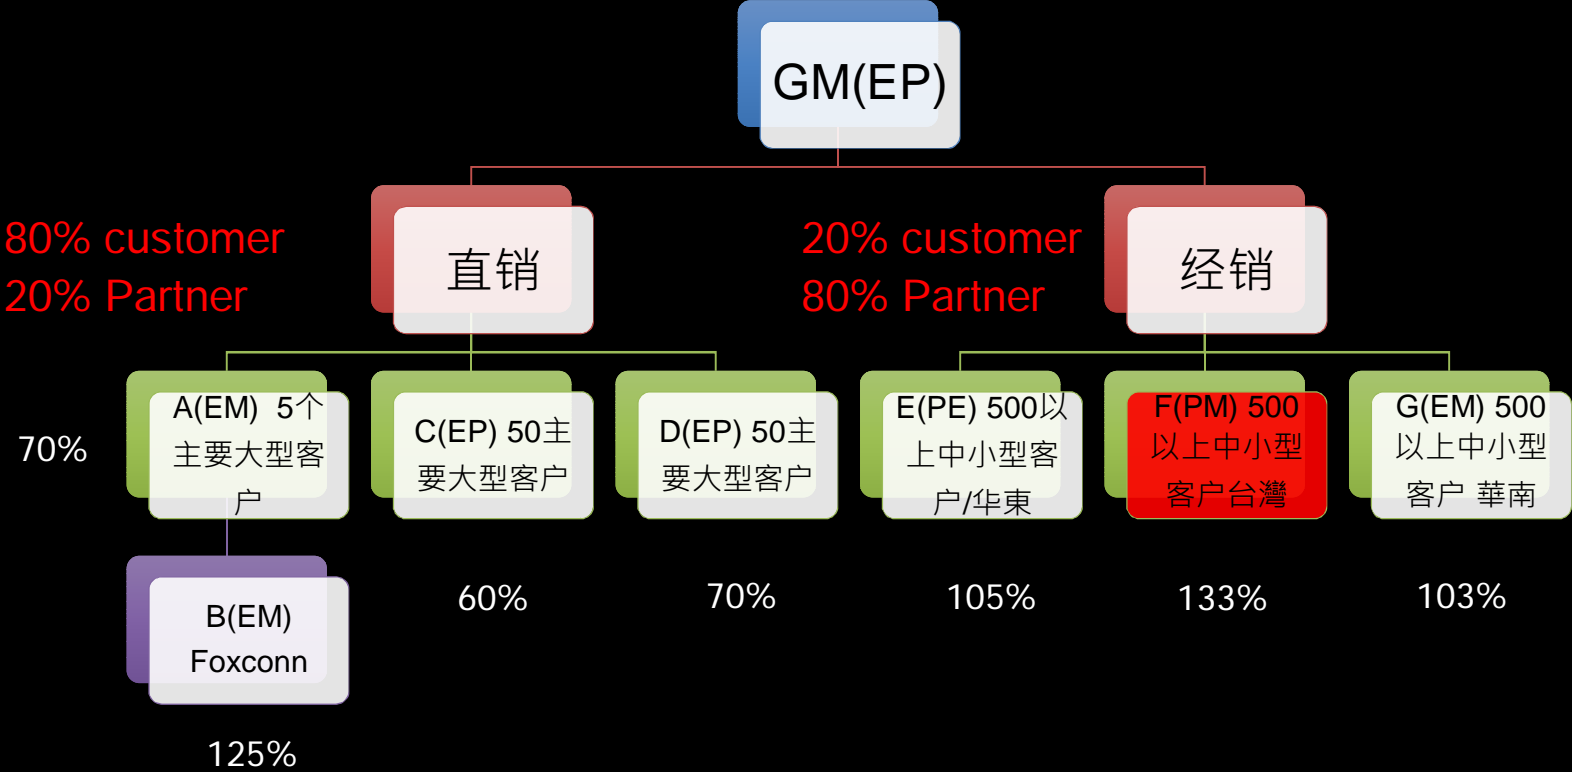 GM(EP)
80% customer
20% Partner
直销
20% customer
80% Partner
经销
70%
A(EM)  5个
主要大型客
户
C(EP) 50主
要大型客户
D(EP) 50主
要大型客户
E(PE) 500以
上中小型客
户/华東
F(PM) 500
以上中小型
客户台灣
G(EM) 500
以上中小型
客户 華南
B(EM)
Foxconn
60%
70%
105%
133%
103%
125%